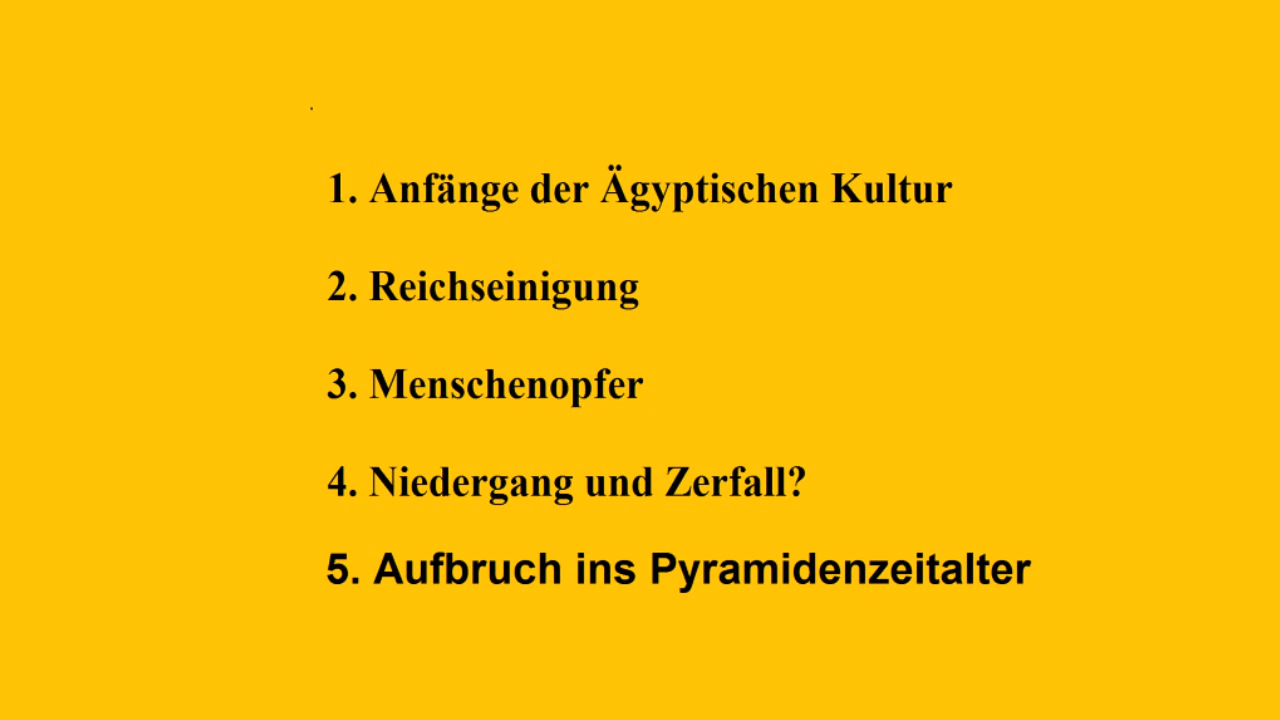 1. Anfänge der Ägyptischen Kultur
2. Reichseinigung
3. Menschenopfer
4. Niedergang und Zerfall?
5. Aufbruch ins Pyramidenzeitalter